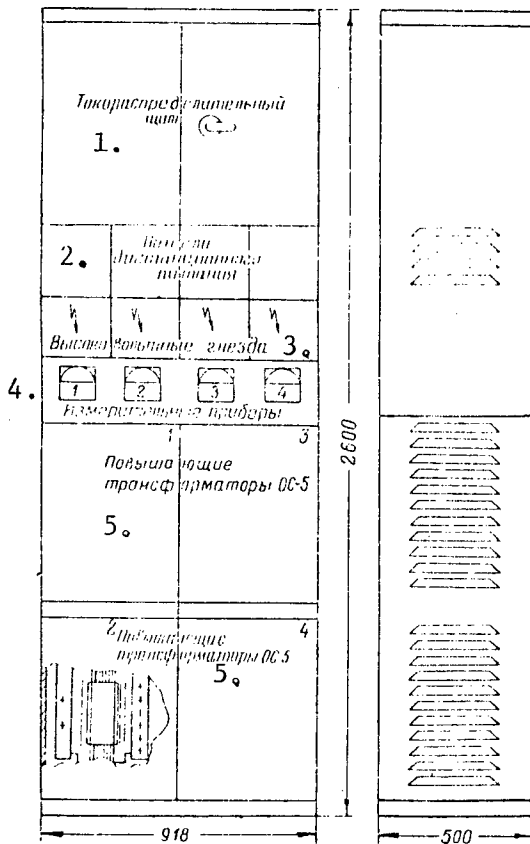 Токораспределительный
щит
1.
2.
Панели
дистанционного
питания
Высоковольтные гнезда 3.
4.
1 2 3 4
Измерительные приборы
1 3
Повышающие
трансформаторы ОС-5
5.
2 4
Повышающие
трансформаторы ОС-5
5.
2600
918
500